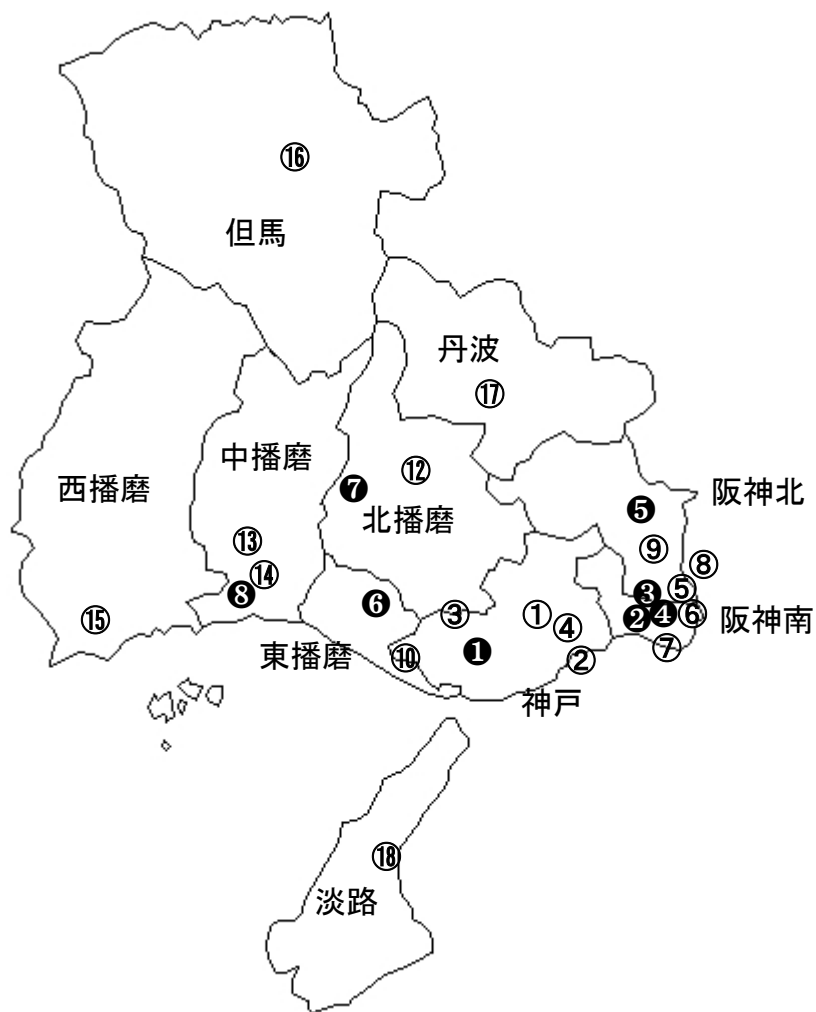 ⑯
但馬
丹波
⑰
中播磨
⑫
西播磨
❼
北播磨
阪神北
❺
⑬
⑨
⑧
⑭
❽
❻
③
①
④
❸
⑤
❷
❹
⑥
阪神南
⑮
東播磨
⑩
❶
②
⑦
神戸
⑱
淡路